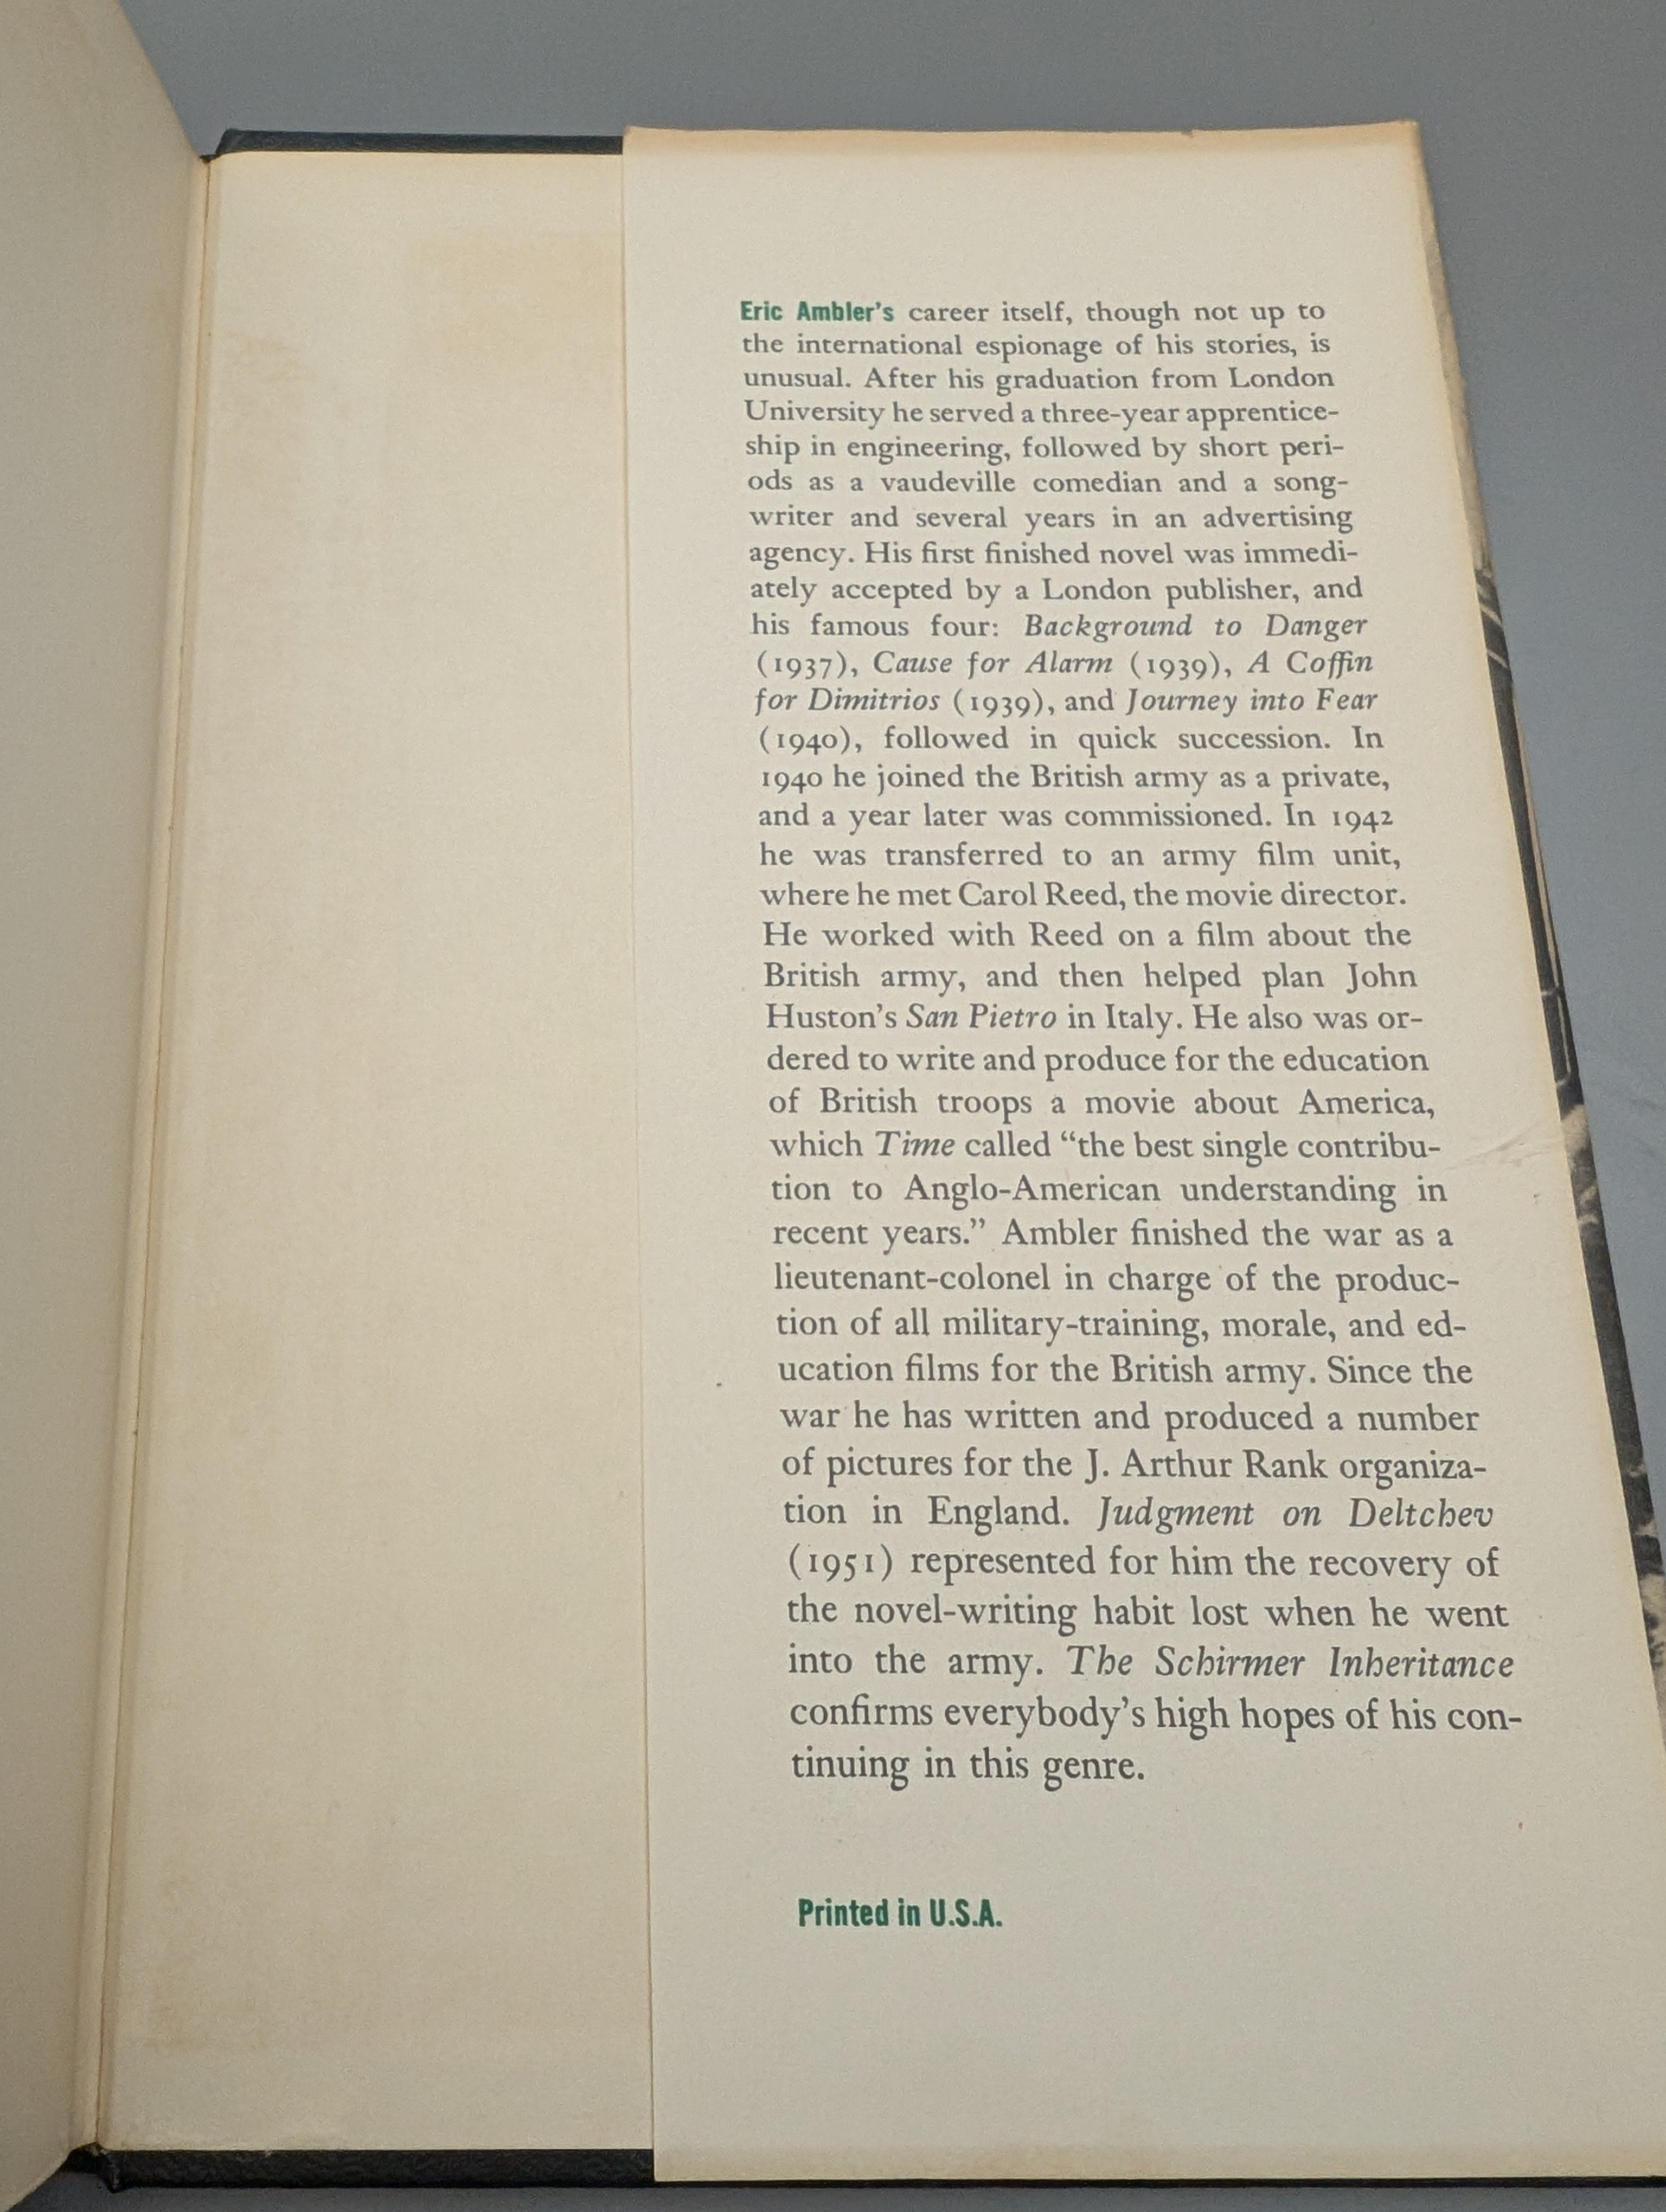 Eric Ambler's career itself, though not up to
the international espionage of his stories, is
unusual. After his graduation from London
University he served a three-year apprentice-
ship in engineering, followed by short peri-
ods as a vaudeville comedian and a song-
writer and several years in an advertising
agency. His first finished novel was immedi-
ately accepted by a London publisher, and
his famous four: Background to Danger
(1937), Cause for Alarm (1939), A Coffin
for Dimitrios (1939), and Journey into Fear
(1940), followed in quick succession. In
1940 he joined the British army as a private,
and a year later was commissioned. In 1942
he was transferred to an army film unit,
where he met Carol Reed, the movie director.
He worked with Reed on a film about the
British army, and then helped plan John
Huston's San Pietro in Italy. He also was or-
dered to write and produce for the education
of British troops a movie about America,
which Time called “the best single contribu-
tion to Anglo-American understanding in
recent years.” Ambler finished the war as a
lieutenant-colonel in charge of the produc-
tion of all military-training, morale, and ed-
ucation films for the British army. Since the
war he has written and produced a number
of pictures for the J. Arthur Rank organiza-
tion in England. Judgment on Deltchev
(1951) represented for him the recovery of
the novel-writing habit lost when he went
into the army. The Schirmer Inheritance
confirms everybody's high hopes of his con-
tinuing in this genre.
Printed in U.S.A.